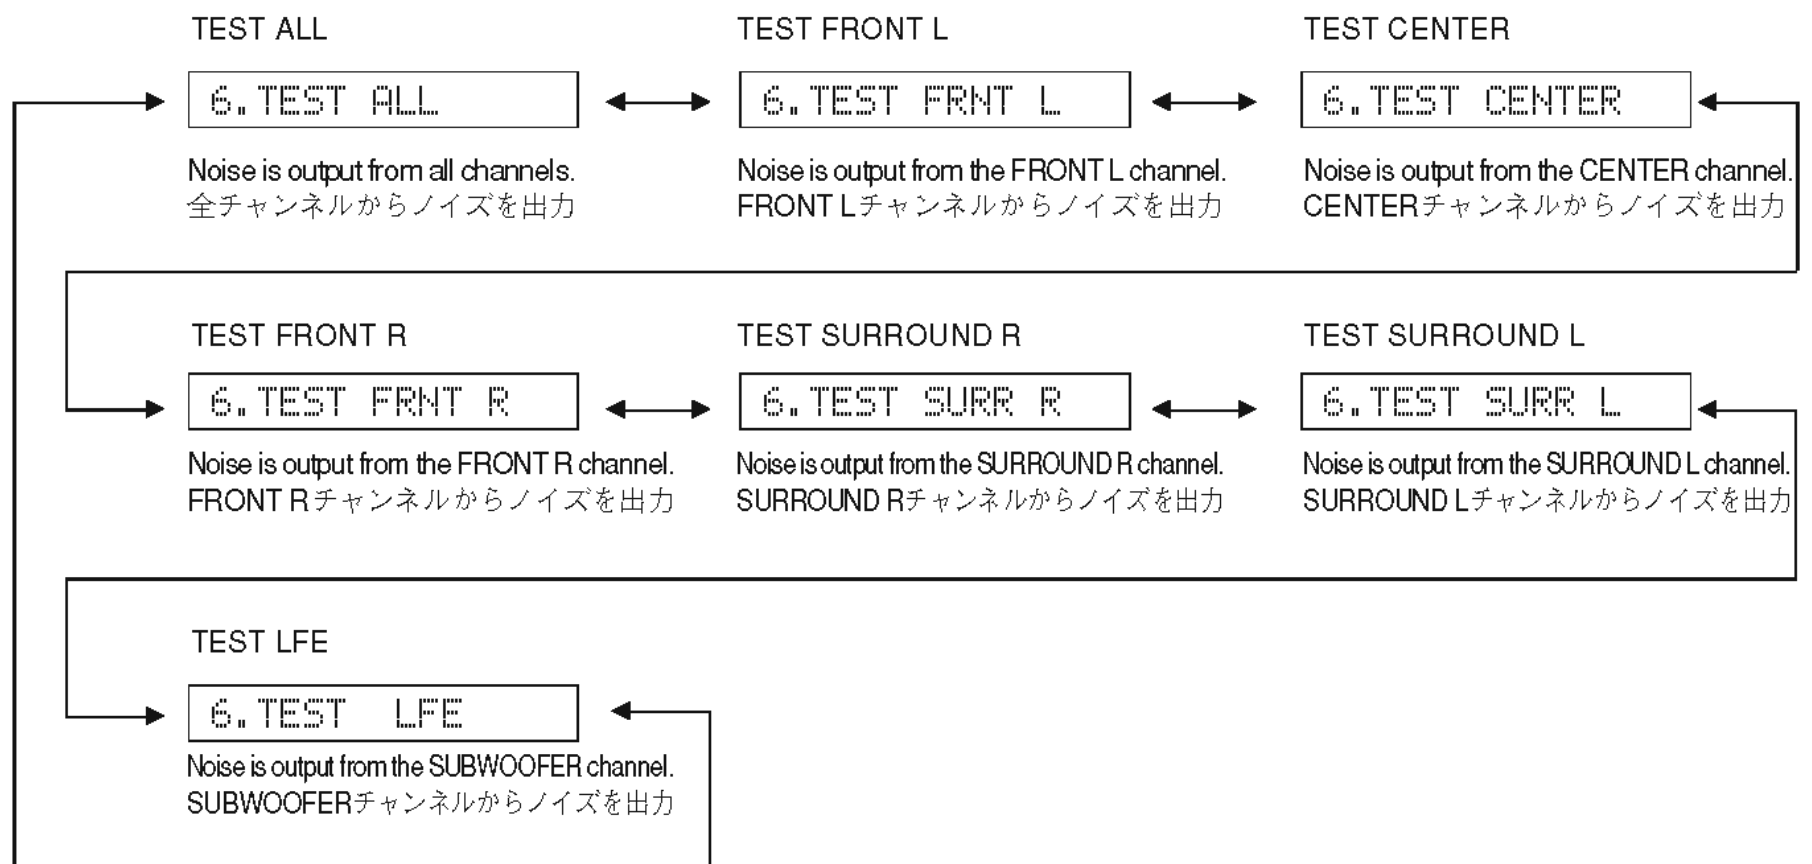 TEST ALL
TEST FRONT L
TEST CENTER
6.TEST ALL
6.TEST FRNT L
6.TEST CENTER
Noise is output from all channels.
全チャンネルからノイズを出力
Noise is output from the FRONT L channel.
FRONT Lチャンネルからノイズを出力
Noise is output from the CENTER channel.
CENTERチャンネルからノイズを出力
TEST FRONT R
TEST SURROUND R
TEST SURROUND L
6.TEST FRNT R
6.TEST SURR R
6.TEST SURR L
Noise is output from the FRONT R channel.
FRONT Rチャンネルからノイズを出力
Noise is output from the SURROUND R channel.
SURROUND Rチャンネルからノイズを出力
Noise is output from the SURROUND L channel.
SURROUND Lチャンネルからノイズを出力
TEST LFE
6.TEST  LFE
Noise is output from the SUBWOOFER channel.
SUBWOOFERチャンネルからノイズを出力